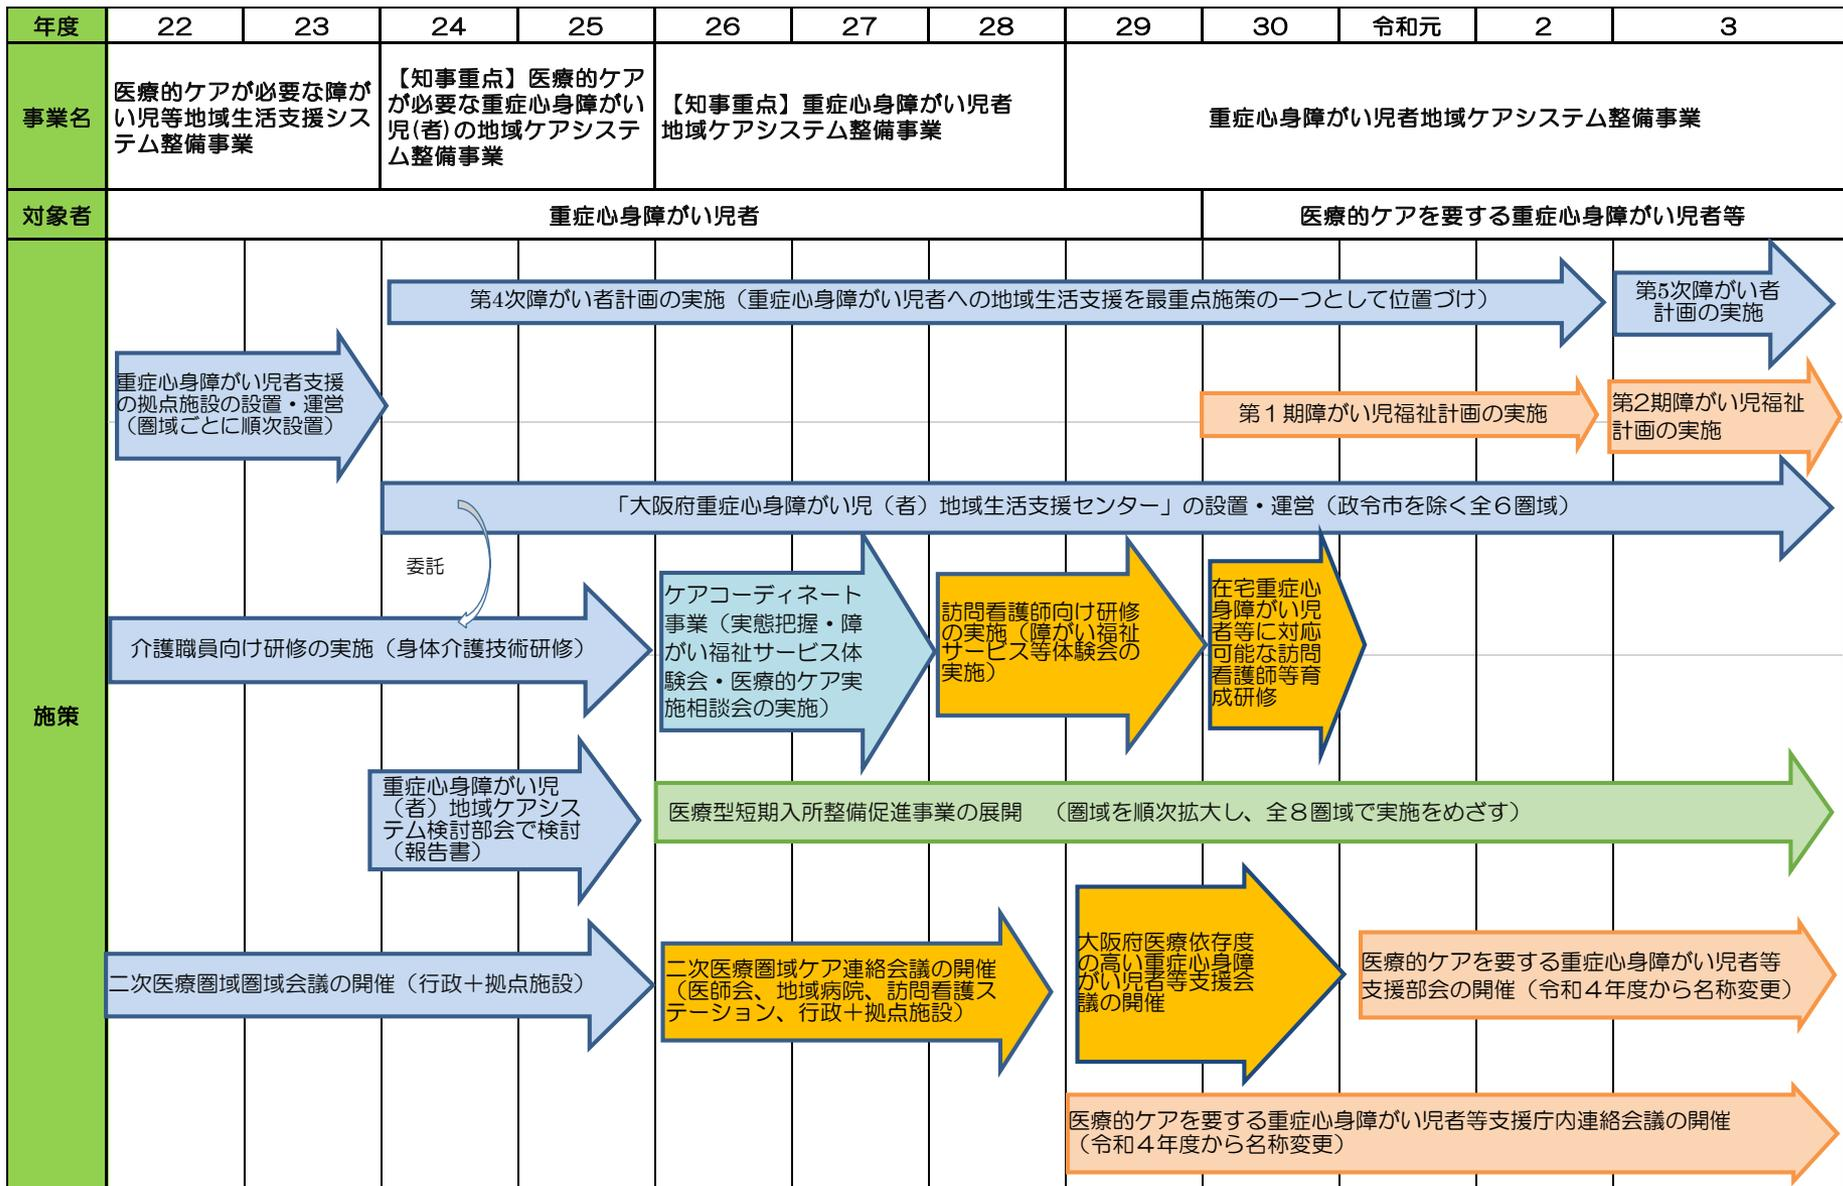 年度 22 23 24 25 26 27 28 29 30 令和元 2 3
事業名
医療的ケアが必要な障が
い児等地域生活支援シス
テム整備事業
【知事重点】医療的ケア
が必要な重症心身障がい
児(者)の地域ケアシステ
ム整備事業
【知事重点】重症心身障がい児者
地域ケアシステム整備事業
重症心身障がい児者地域ケアシステム整備事業
対象者 重症心身障がい児者 医療的ケアを要する重症心身障がい児者等
施策
第4次障がい者計画の実施（重症心身障がい児者への地域生活支援を最重点施策の一つとして位置づけ）
第5次障がい者
計画の実施
重症心身障がい児者支援
の拠点施設の設置・運営
（圏域ごとに順次設置）
第１期障がい児福祉計画の実施
第2期障がい児福祉
計画の実施
「大阪府重症心身障がい児（者）地域生活支援センター」の設置・運営（政令市を除く全６圏域）
委託
介護職員向け研修の実施（身体介護技術研修）
ケアコーディネート
事業（実態把握・障
がい福祉サービス体
験会・医療的ケア実
施相談会の実施）
訪問看護師向け研修
の実施（障がい福祉
サービス等体験会の
実施）
在宅重症心
身障がい児
者等に対応
可能な訪問
看護師等育
成研修
重症心身障がい児
（者）地域ケアシス
テム検討部会で検討
（報告書）
医療型短期入所整備促進事業の展開　（圏域を順次拡大し、全８圏域で実施をめざす）
二次医療圏域圏域会議の開催（行政＋拠点施設）
二次医療圏域ケア連絡会議の開催
（医師会、地域病院、訪問看護ス
テーション、行政＋拠点施設）
大阪府医療依存度
の高い重症心身障
がい児者等支援会
議の開催
医療的ケアを要する重症心身障がい児者等
支援部会の開催（令和４年度から名称変更）
医療的ケアを要する重症心身障がい児者等支援庁内連絡会議の開催
（令和４年度から名称変更）